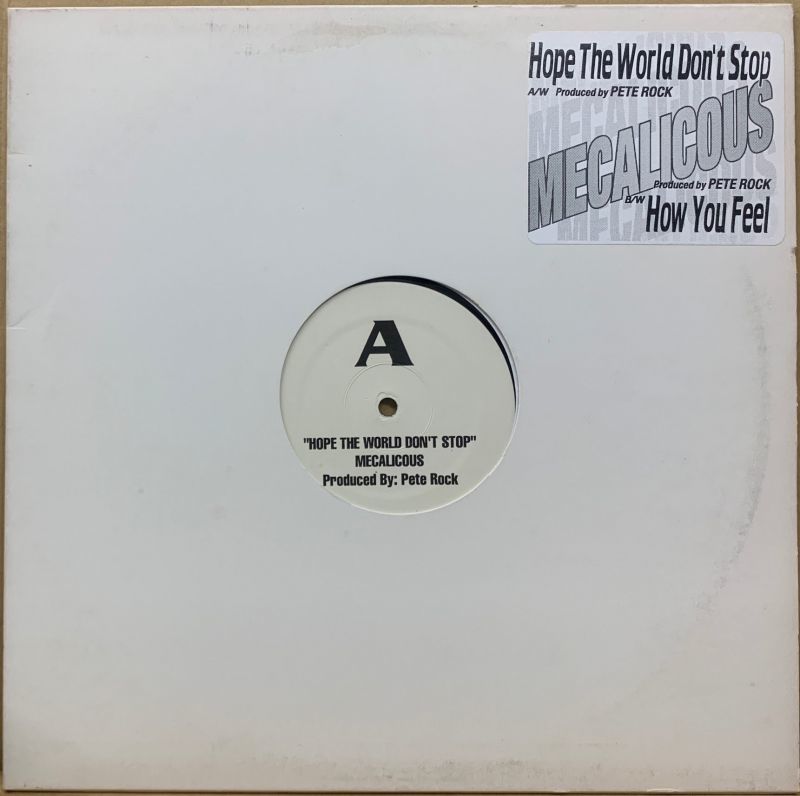 Hope The World Don't Stop
A/W Produced by PETE ROCK
MECALICOUS
Produced by PETE ROCK
B/W How You Feel
A
"HOPE THE WORLD DON'T STOP"
MECALICOUS
Produced By: Pete Rock